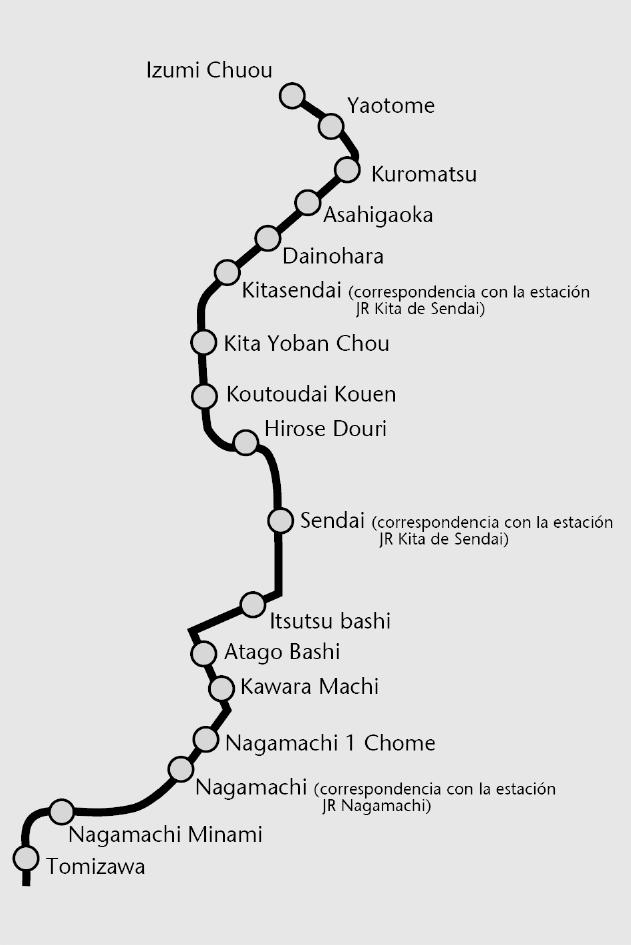 Izumi Chuou
Yaotome
Kuromatsu
Asahigaoka
Dainohara
Kitasendai (correspondencia con la estación
JR Kita de Sendai)
Kita Yoban Chou
Koutoudai Kouen
Hirose Douri
Sendai (correspondencia con la estación
JR Kita de Sendai)
Itsutsu bashi
Atago Bashi
Kawara Machi
Nagamachi 1 Chome
Nagamachi (correspondencia con la estación
JR Nagamachi)
Nagamachi Minami
Tomizawa